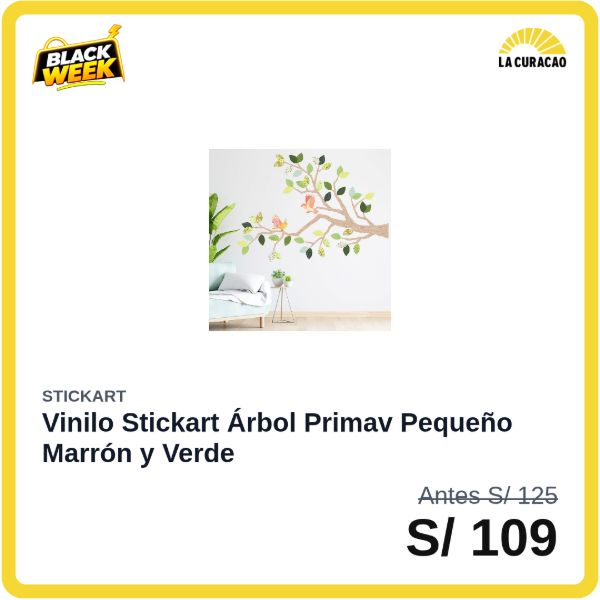 BLACK
WEEK
LA CURACAO
STICKART
Vinilo Stickart Árbol Primav Pequeño
Marrón y Verde
Antes S/ 125
S/ 109